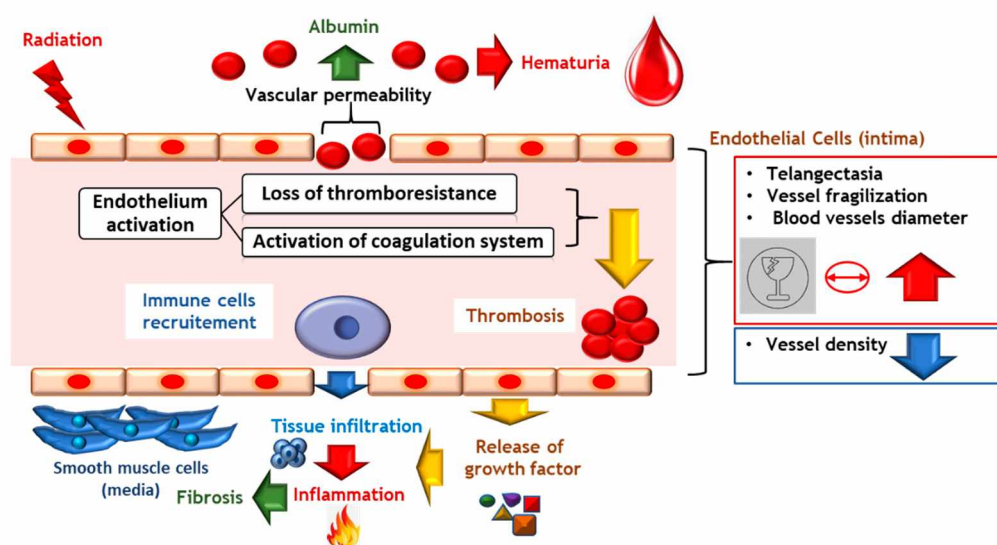 Radiation
Albumin
Hematuria
Vascular permeability
Endothelial Cells (intima)
• Telangectasia
• Vessel fragilization
• Blood vessels diameter
Endothelium
activation
Loss of thromboresistance
Activation of coagulation system
Immune cells
recruitement
Thrombosis
• Vessel density
Smooth muscle cells
(media)
Tissue infiltration
Inflammation
Fibrosis
Release of
growth factor